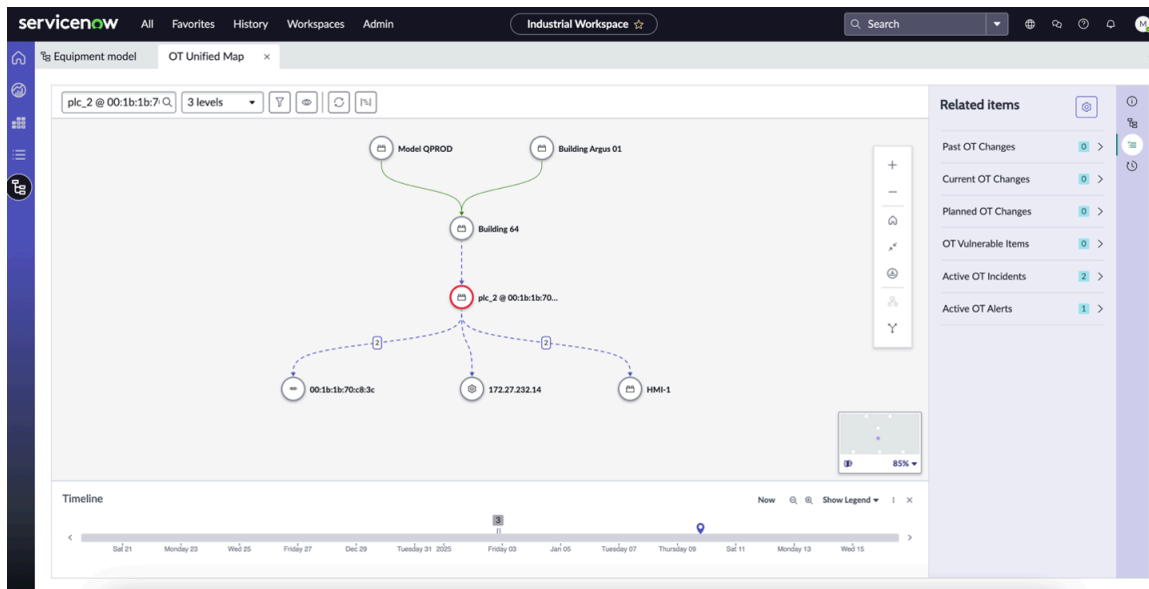 servicenow All Favorites History Workspaces Admin Industrial Workspace Search M
Equipment model OT Unified Map
plc_2 @ 00:1b:1b:7 3 levels
Related items
Model QPROD Building Argus 01
Past OT Changes 0
Current OT Changes 0
Planned OT Changes 0
Building 64
OT Vulnerable Items 0
Active OT Incidents 2
plc_2 @ 00:1b:1b:70...
Active OT Alerts 1
2 2
00:1b:1b:70:c8:3c 172.27.232.14 HMI-1
85%
Timeline Now Show Legend
3
Sat 21 Monday 23 Wed 25 Friday 27 Dec 29 Tuesday 31 2025 Friday 03 Jan 05 Tuesday 07 Thursday 09 Sat 11 Monday 13 Wed 15